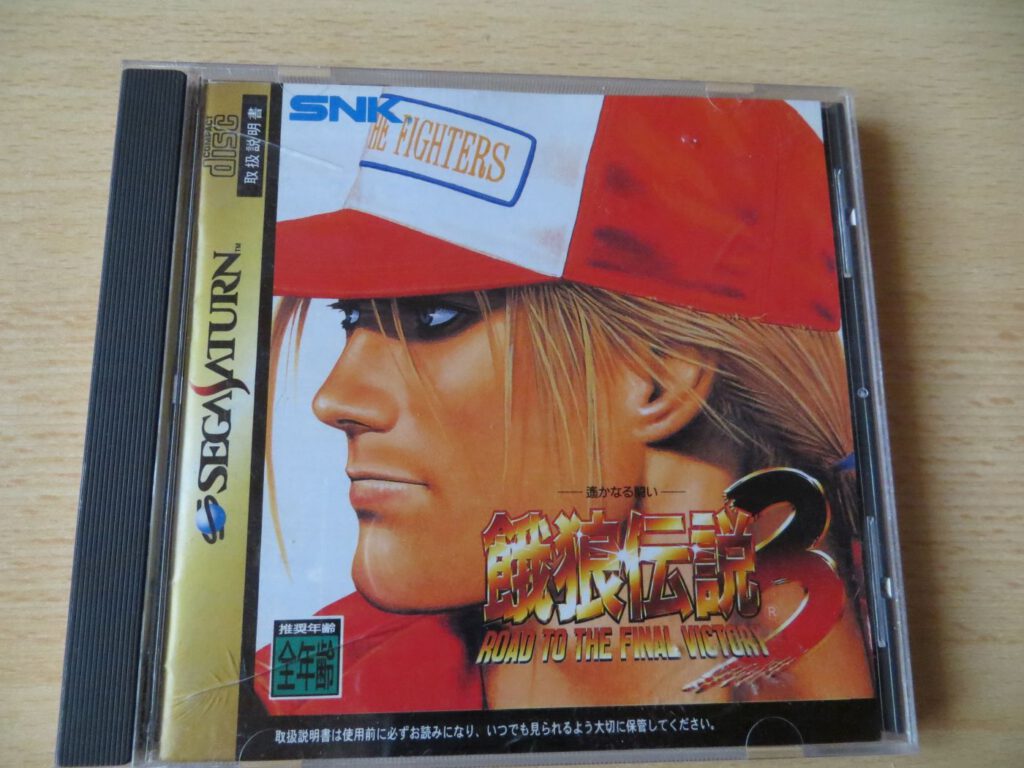 COMPACT
disc
取扱説明書
SEGA SATURN™
SNK
THE FIGHTERS
遥かなる闘い
餓狼伝説3
®
ROAD TO THE FINAL VICTORY
推奨年齢
全年齢
取扱説明書は使用前に必ずお読みになり、いつでも見られるよう大切に保管してください。